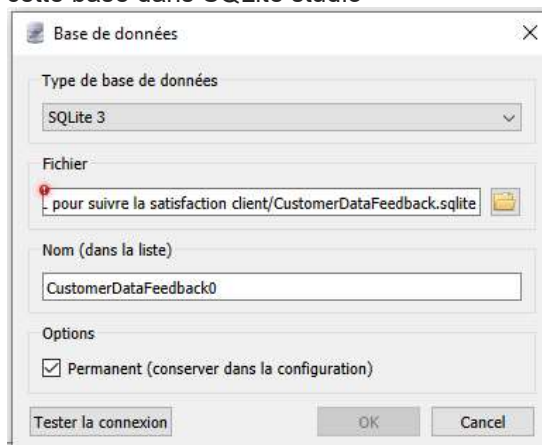 cette base dans SQLite studio
Base de données
Type de base de données
SQLite 3
Fichier
pour suivre la satisfaction client/CustomerDataFeedback.sqlite
Nom (dans la liste)
CustomerDataFeedback0
Options
Permanent (conserver dans la configuration)
Tester la connexion OK Cancel